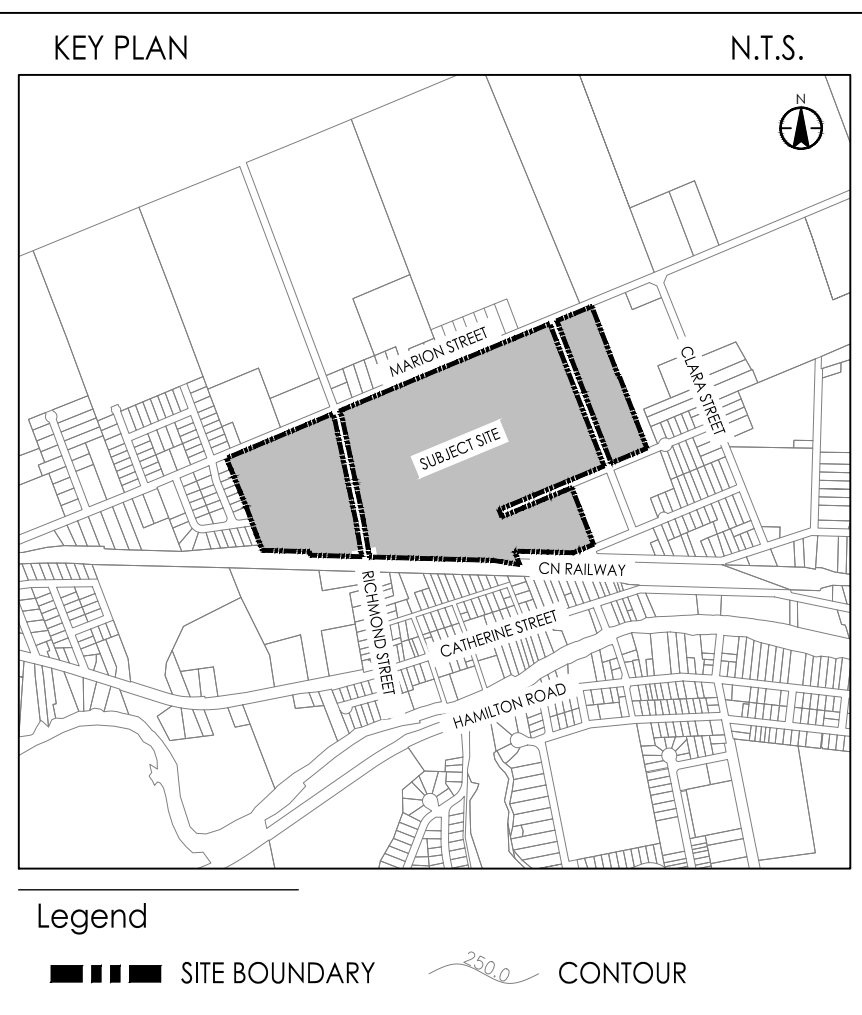 KEY PLAN
N.T.S.
N
MARION STREET
CLARA STREET
SUBJECT SITE
CN RAILWAY
RICHMOND STREET
CATHERINE STREET
HAMILTON ROAD
Legend
SITE BOUNDARY
250.0
CONTOUR